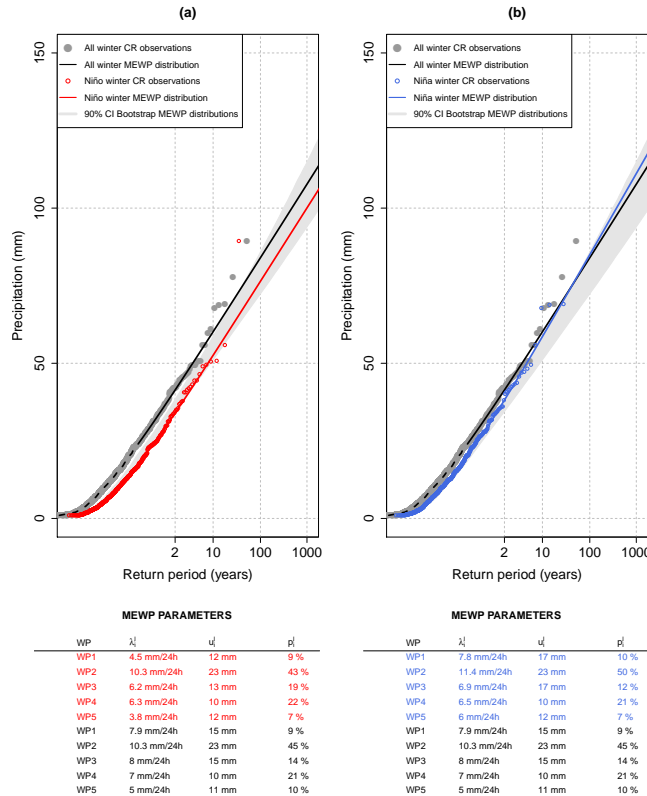 (a)
150
100
50
0
Precipitation (mm)
All winter CR observations
All winter MEWP distribution
Niño winter CR observations
Niño winter MEWP distribution
90% CI Bootstrap MEWP distributions
2 10 100 1000
Return period (years)
MEWP PARAMETERS
WP λᵢʲ uᵢʲ pᵢʲ
WP1 4.5 mm/24h 12 mm 9 %
WP2 10.3 mm/24h 23 mm 43 %
WP3 6.2 mm/24h 13 mm 19 %
WP4 6.3 mm/24h 10 mm 22 %
WP5 3.8 mm/24h 12 mm 7 %
WP1 7.9 mm/24h 15 mm 9 %
WP2 10.3 mm/24h 23 mm 45 %
WP3 8 mm/24h 15 mm 14 %
WP4 7 mm/24h 10 mm 21 %
WP5 5 mm/24h 11 mm 10 %
(b)
150
100
50
0
Precipitation (mm)
All winter CR observations
All winter MEWP distribution
Niña winter CR observations
Niña winter MEWP distribution
90% CI Bootstrap MEWP distributions
2 10 100 1000
Return period (years)
MEWP PARAMETERS
WP λᵢʲ uᵢʲ pᵢʲ
WP1 7.8 mm/24h 17 mm 10 %
WP2 11.4 mm/24h 23 mm 50 %
WP3 6.9 mm/24h 17 mm 12 %
WP4 6.5 mm/24h 10 mm 21 %
WP5 6 mm/24h 12 mm 7 %
WP1 7.9 mm/24h 15 mm 9 %
WP2 10.3 mm/24h 23 mm 45 %
WP3 8 mm/24h 15 mm 14 %
WP4 7 mm/24h 10 mm 21 %
WP5 5 mm/24h 11 mm 10 %